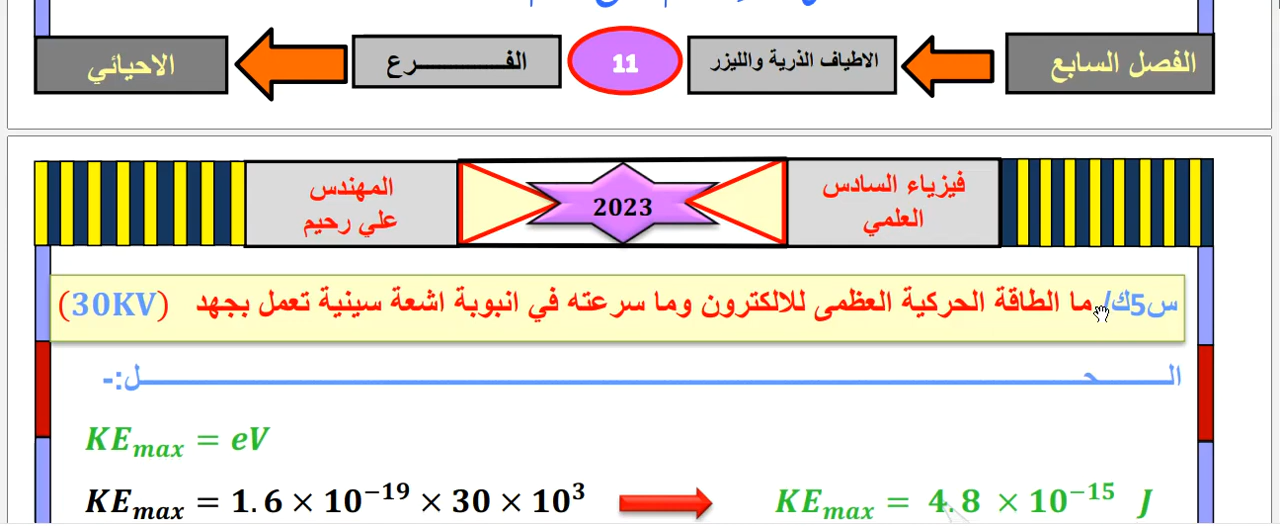 الفصل السابع
الاطياف الذرية والليزر
11
الفــــــــــــرع
الاحيائي
فيزياء السادس
العلمي
2023
المهندس
علي رحيم
س5ك/ ما الطاقة الحركية العظمى للالكترون وما سرعته في انبوبة اشعة سينية تعمل بجهد (30KV)
الـــــحـــــــــــــــــــــــــــــــــــــــــــــل:-
KE_max = eV
KE_max = 1.6 × 10^-19 × 30 × 10^3 KE_max = 4.8 × 10^-15 J